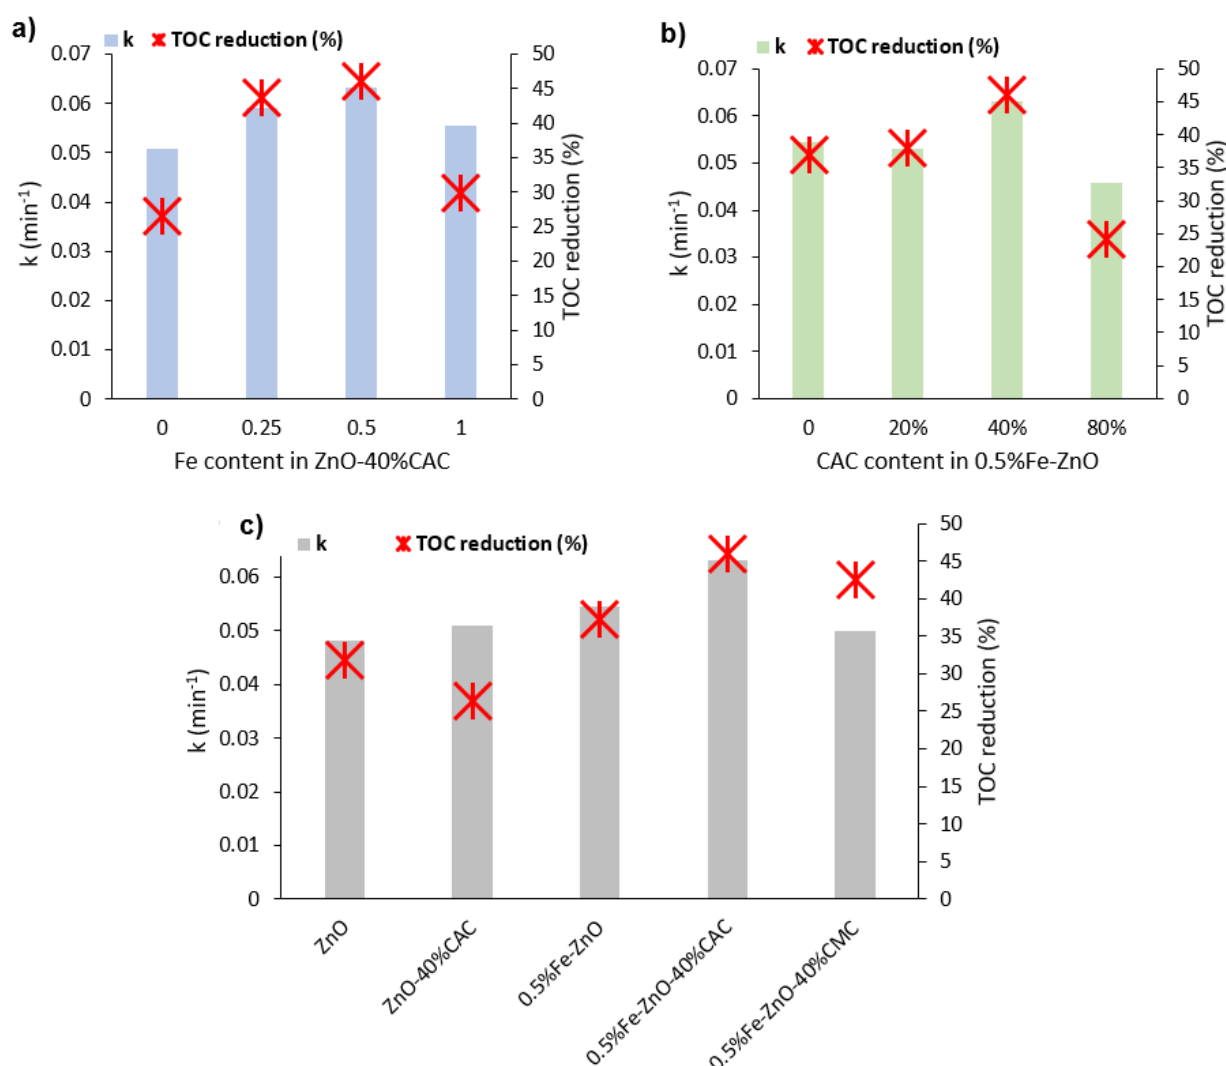 a)
k TOC reduction (%)
0.07
0.06
0.05
0.04
0.03
0.02
0.01
0
k (min-1)
50
45
40
35
30
25
20
15
10
5
0
TOC reduction (%)
0 0.25 0.5 1
Fe content in ZnO-40%CAC
b)
k TOC reduction (%)
0.07
0.06
0.05
0.04
0.03
0.02
0.01
0
k (min-1)
50
45
40
35
30
25
20
15
10
5
0
TOC reduction (%)
0 20% 40% 80%
CAC content in 0.5%Fe-ZnO
c)
k TOC reduction (%)
0.06
0.05
0.04
0.03
0.02
0.01
0
k (min-1)
50
45
40
35
30
25
20
15
10
5
0
TOC reduction (%)
ZnO
ZnO-40%CAC
0.5%Fe-ZnO
0.5%Fe-ZnO-40%CAC
0.5%Fe-ZnO-40%CMC